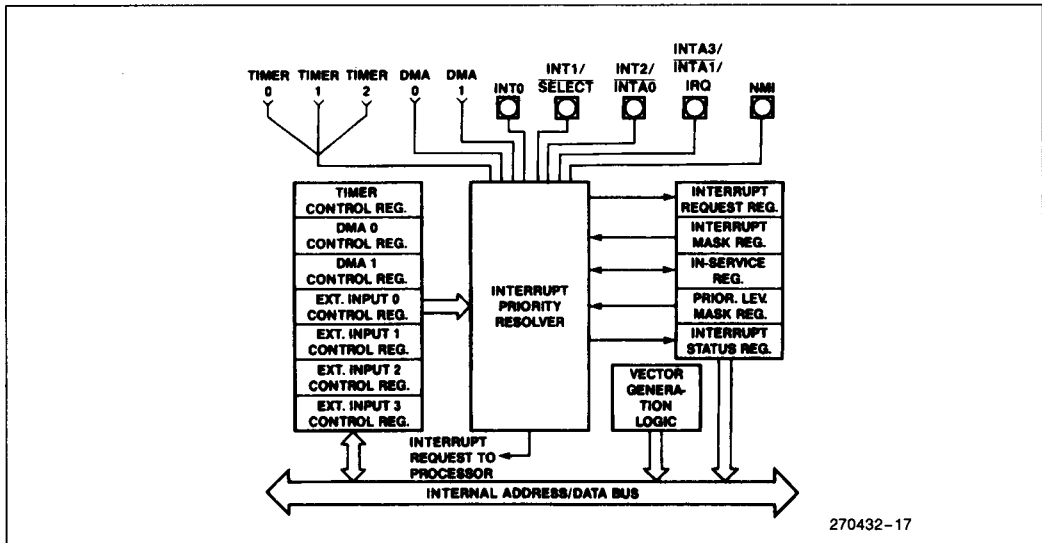 TIMER TIMER TIMER DMA DMA
0 1 2 0 1
INT0
INT1/
SELECT
INT2/
INTA0
INTA3/
INTA1/
IRQ
NMI
TIMER
CONTROL REG.
DMA 0
CONTROL REG.
DMA 1
CONTROL REG.
EXT. INPUT 0
CONTROL REG.
EXT. INPUT 1
CONTROL REG.
EXT. INPUT 2
CONTROL REG.
EXT. INPUT 3
CONTROL REG.
INTERRUPT
PRIORITY
RESOLVER
INTERRUPT
REQUEST REG.
INTERRUPT
MASK REG.
IN-SERVICE
REG.
PRIOR. LEV.
MASK REG.
INTERRUPT
STATUS REG.
VECTOR
GENERA-
TION
LOGIC
INTERRUPT
REQUEST TO
PROCESSOR
INTERNAL ADDRESS/DATA BUS
270432-17